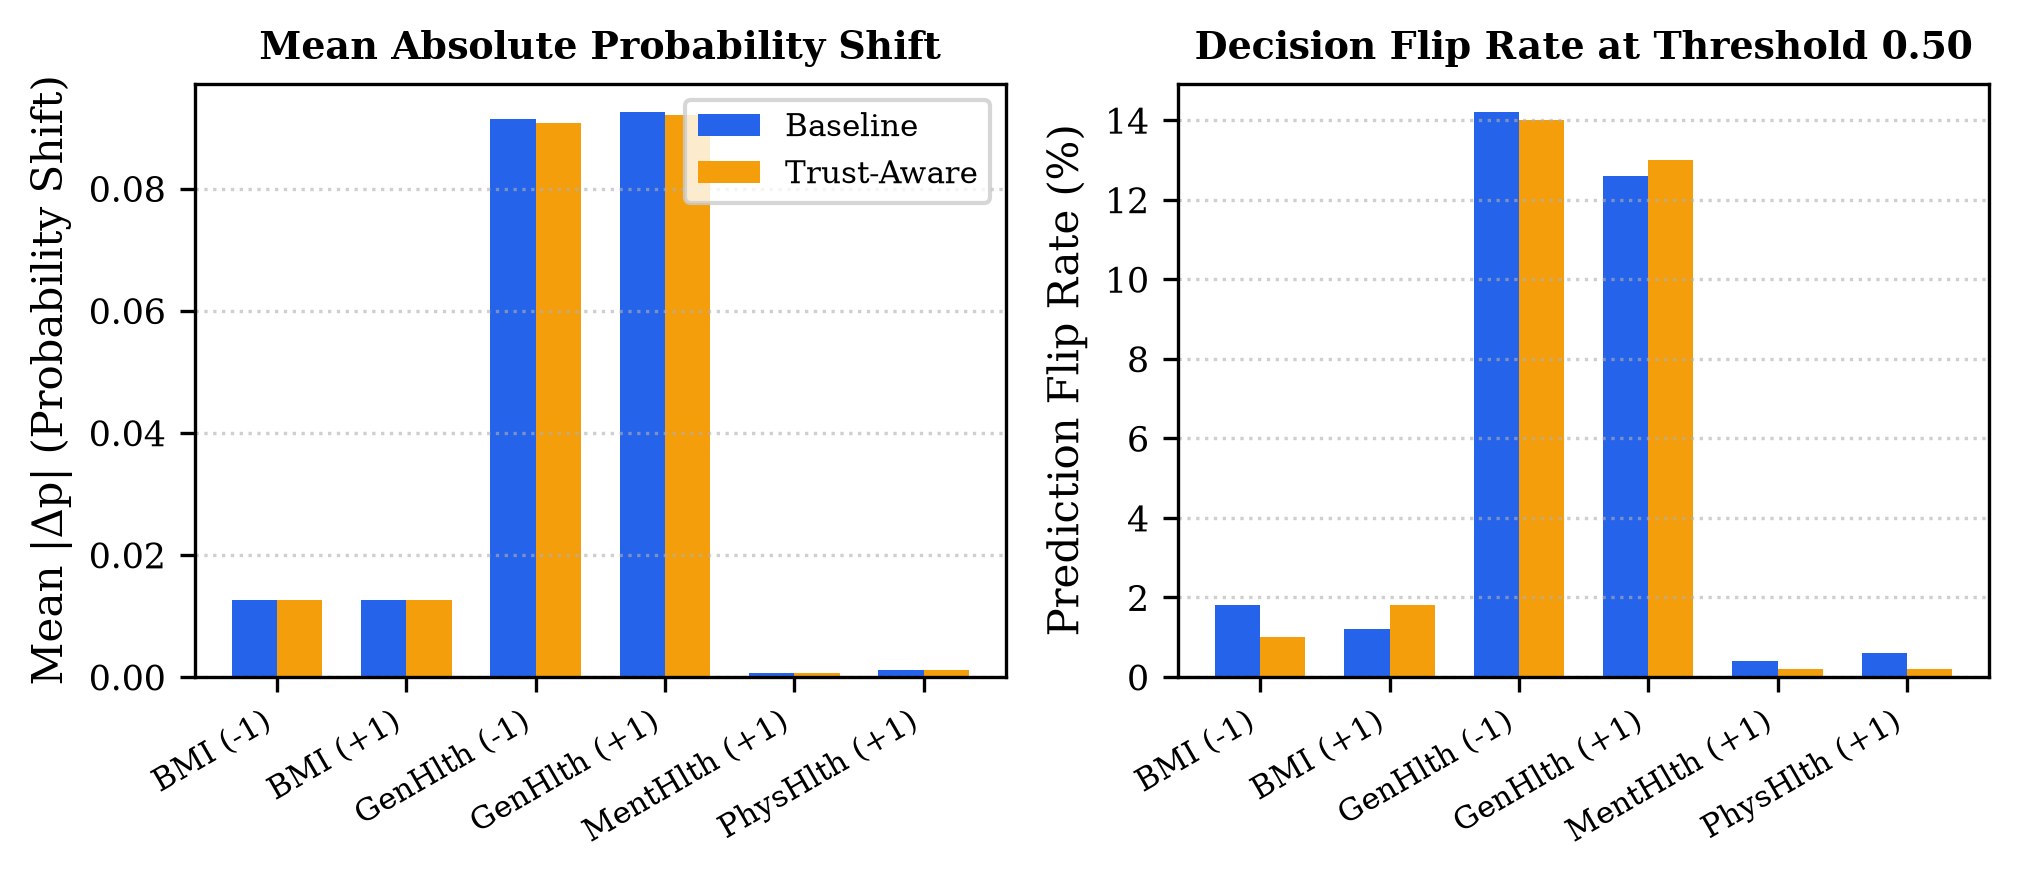 Mean Absolute Probability Shift
Mean |Δp| (Probability Shift)
0.08
0.06
0.04
0.02
0.00
Baseline
Trust-Aware
BMI (-1)
BMI (+1)
GenHlth (-1)
GenHlth (+1)
MentHlth (+1)
PhysHlth (+1)
Decision Flip Rate at Threshold 0.50
Prediction Flip Rate (%)
14
12
10
8
6
4
2
0
BMI (-1)
BMI (+1)
GenHlth (-1)
GenHlth (+1)
MentHlth (+1)
PhysHlth (+1)